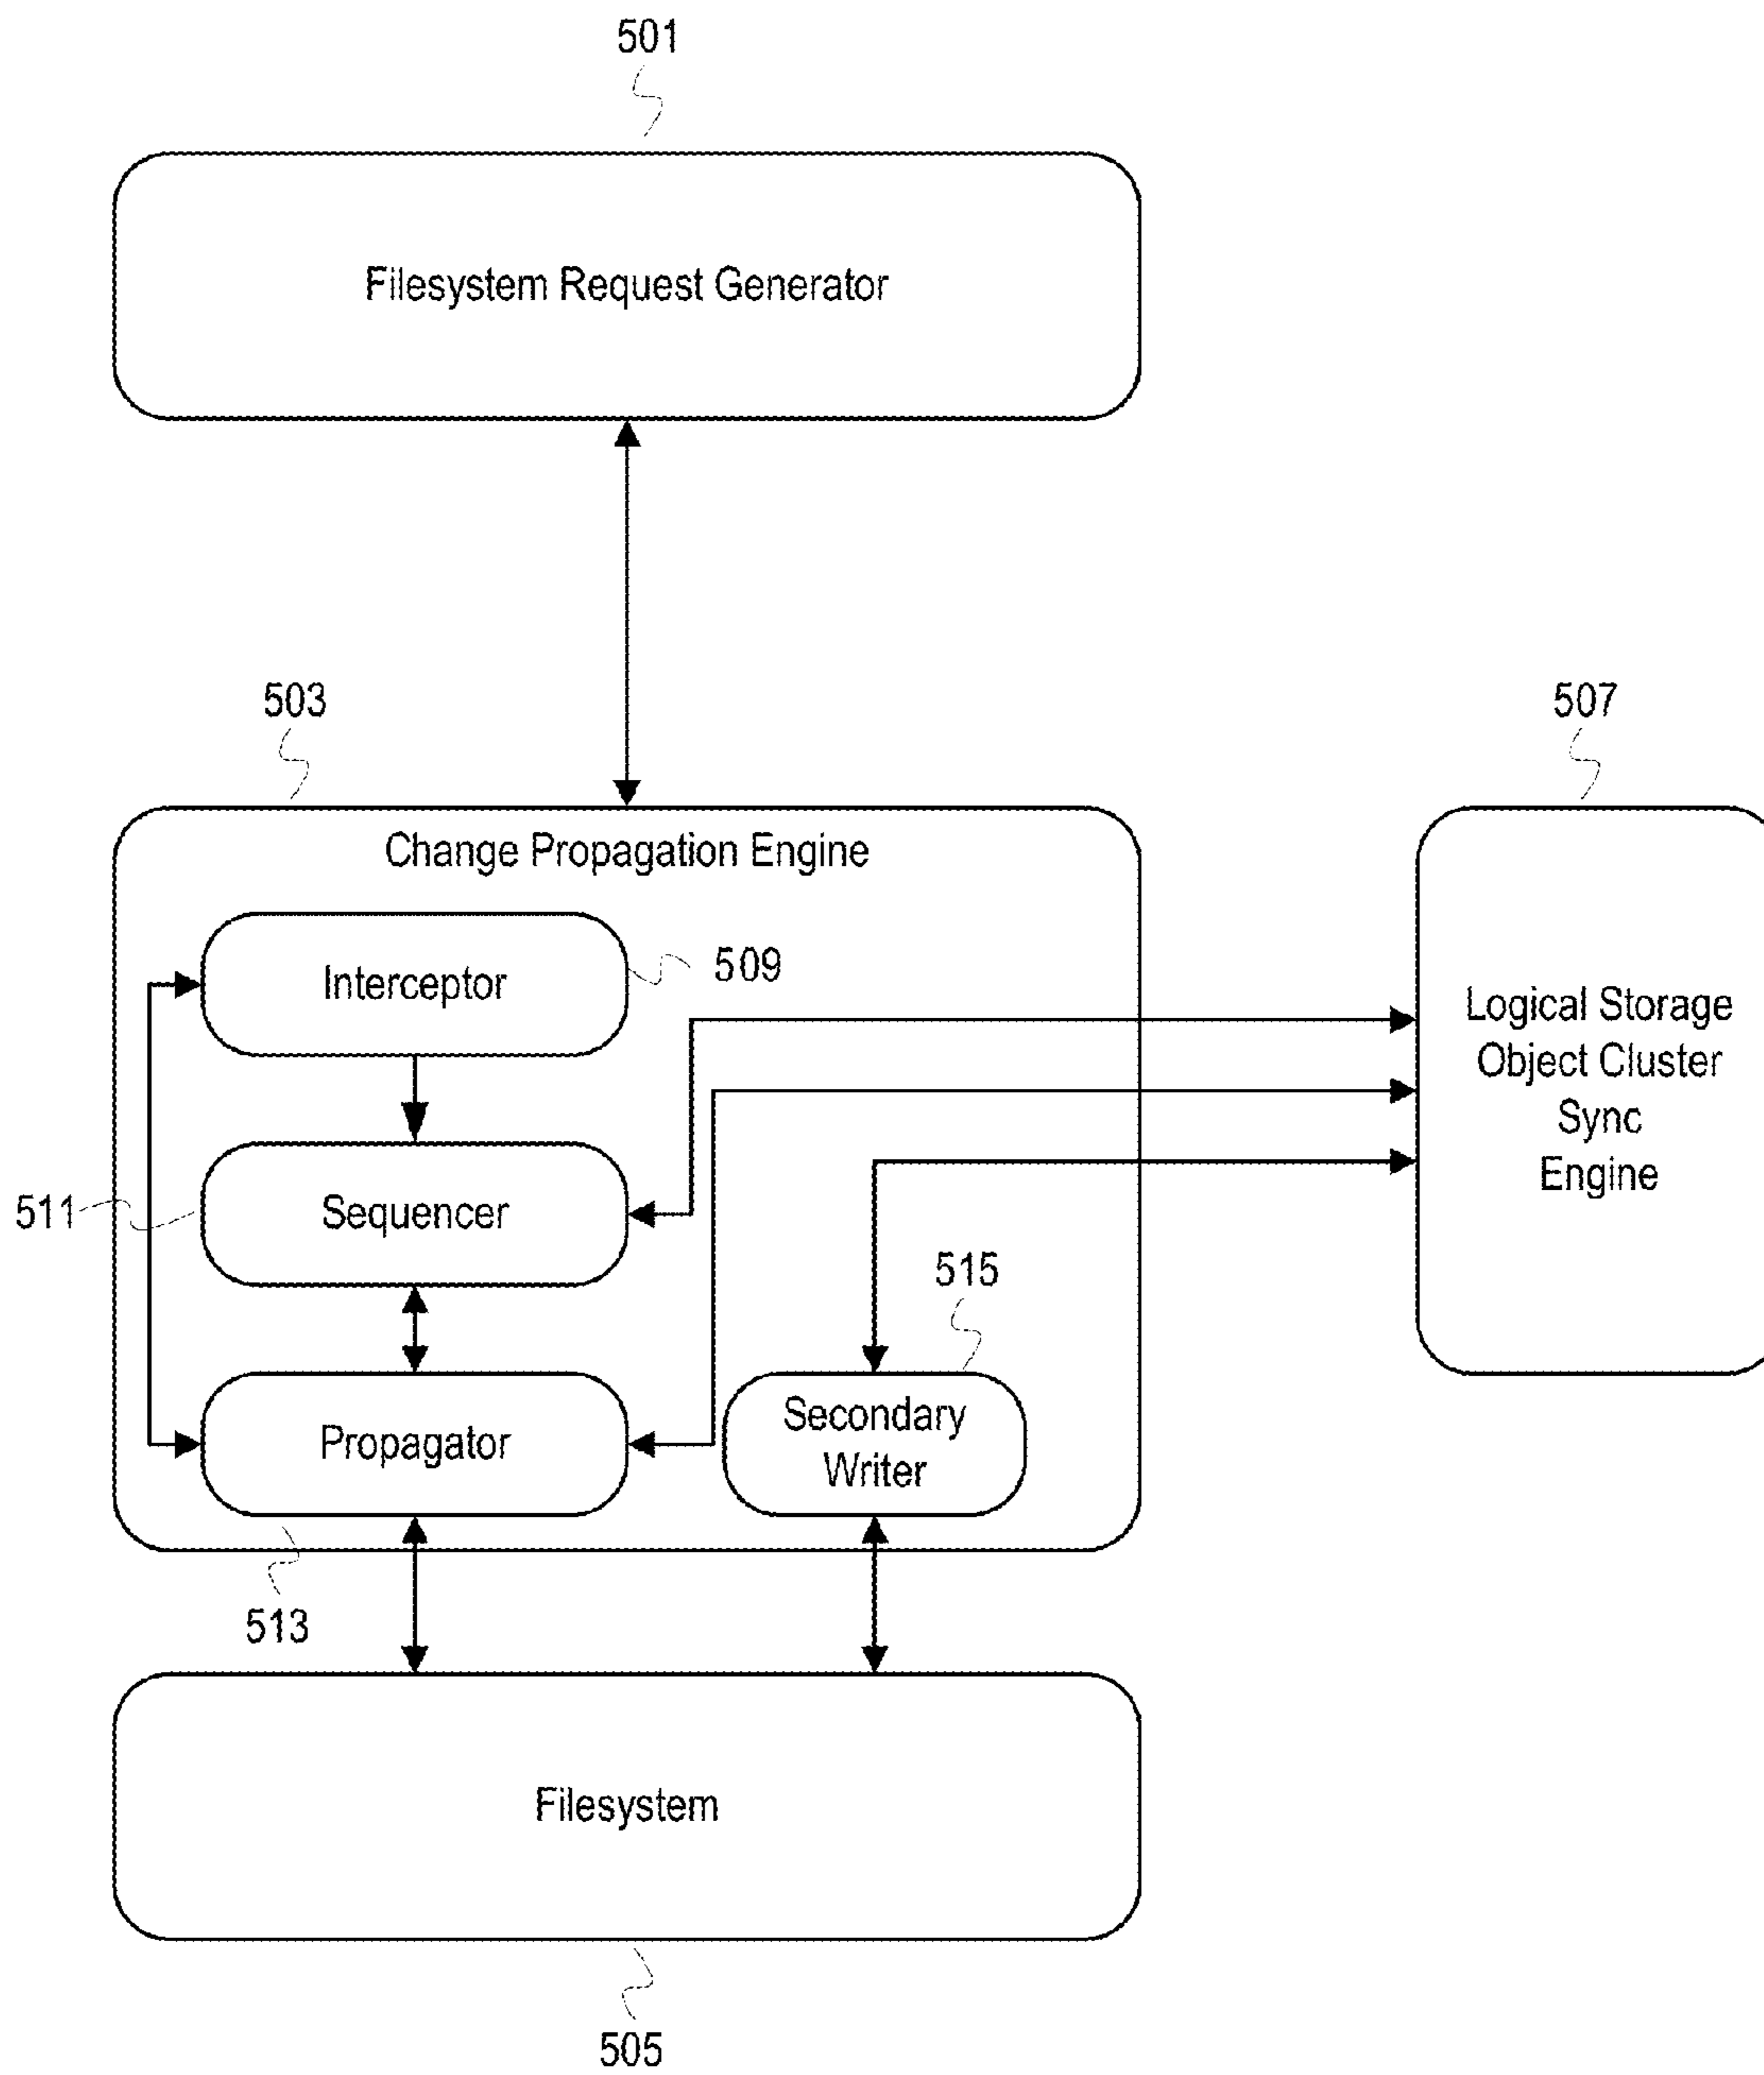 501
Filesystem Request Generator
503
507
Change Propagation Engine
Interceptor
509
Logical Storage
Object Cluster
Sync
Engine
511
Sequencer
515
Propagator
Secondary
Writer
513
Filesystem
505